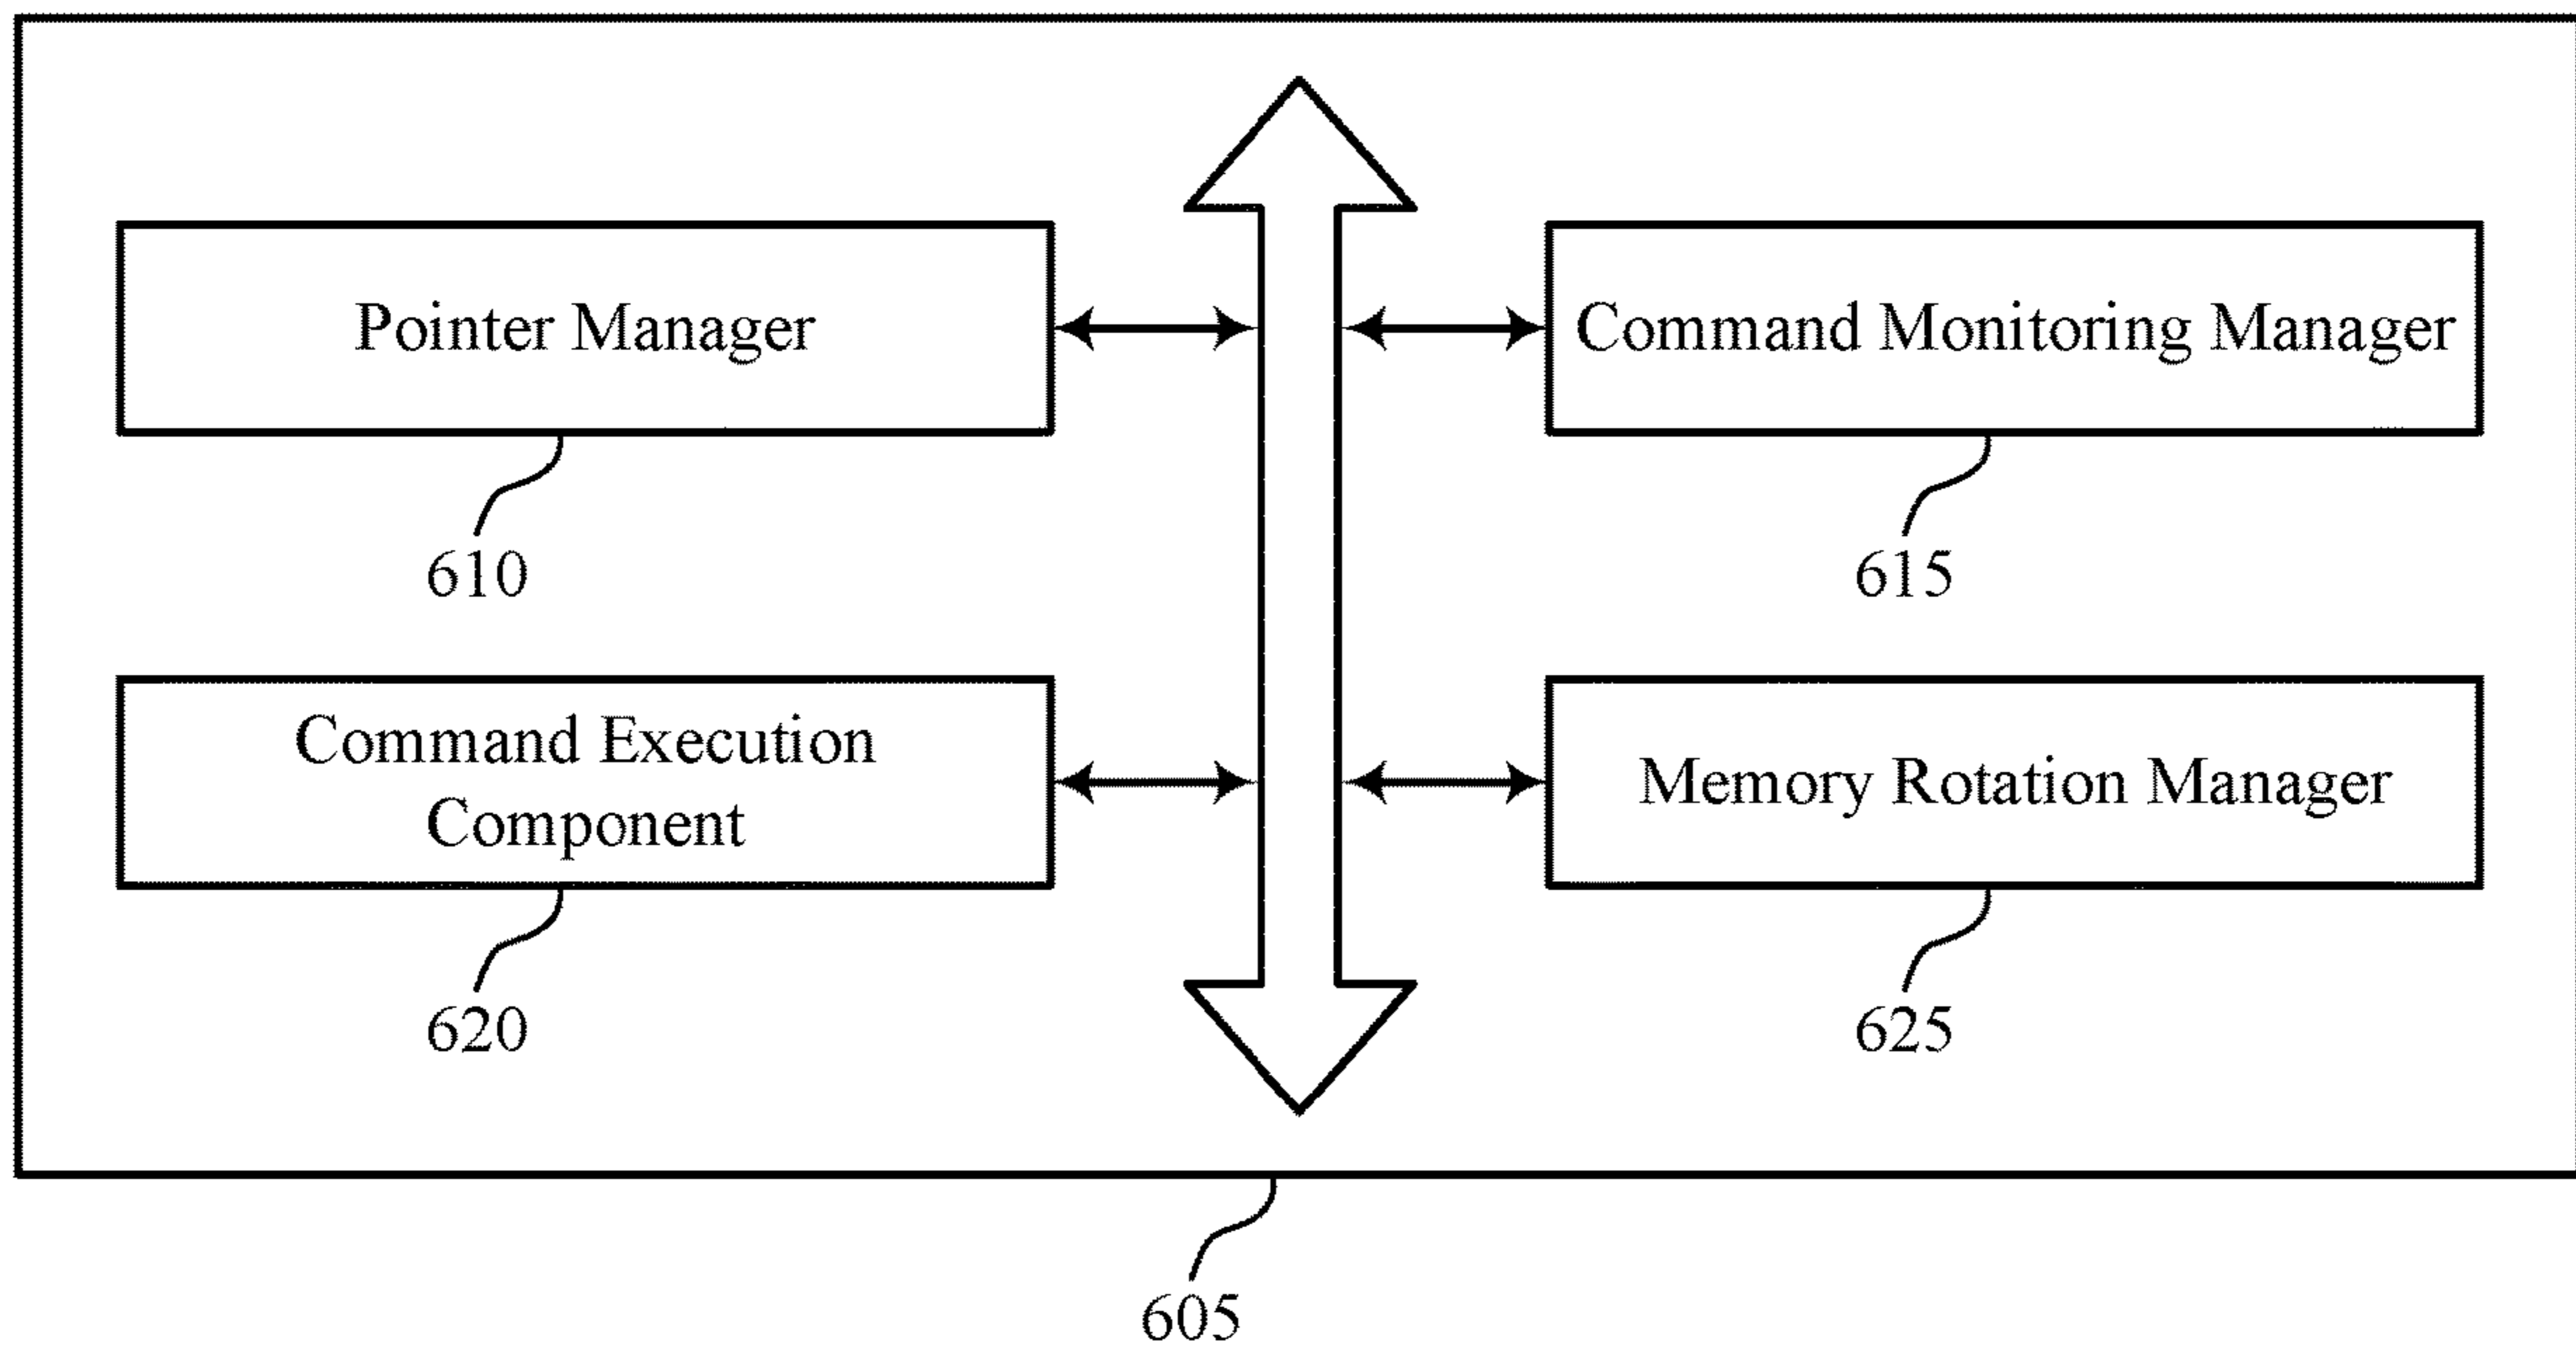 Pointer Manager
Command Monitoring Manager
610
615
Command Execution
Component
Memory Rotation Manager
620
625
605